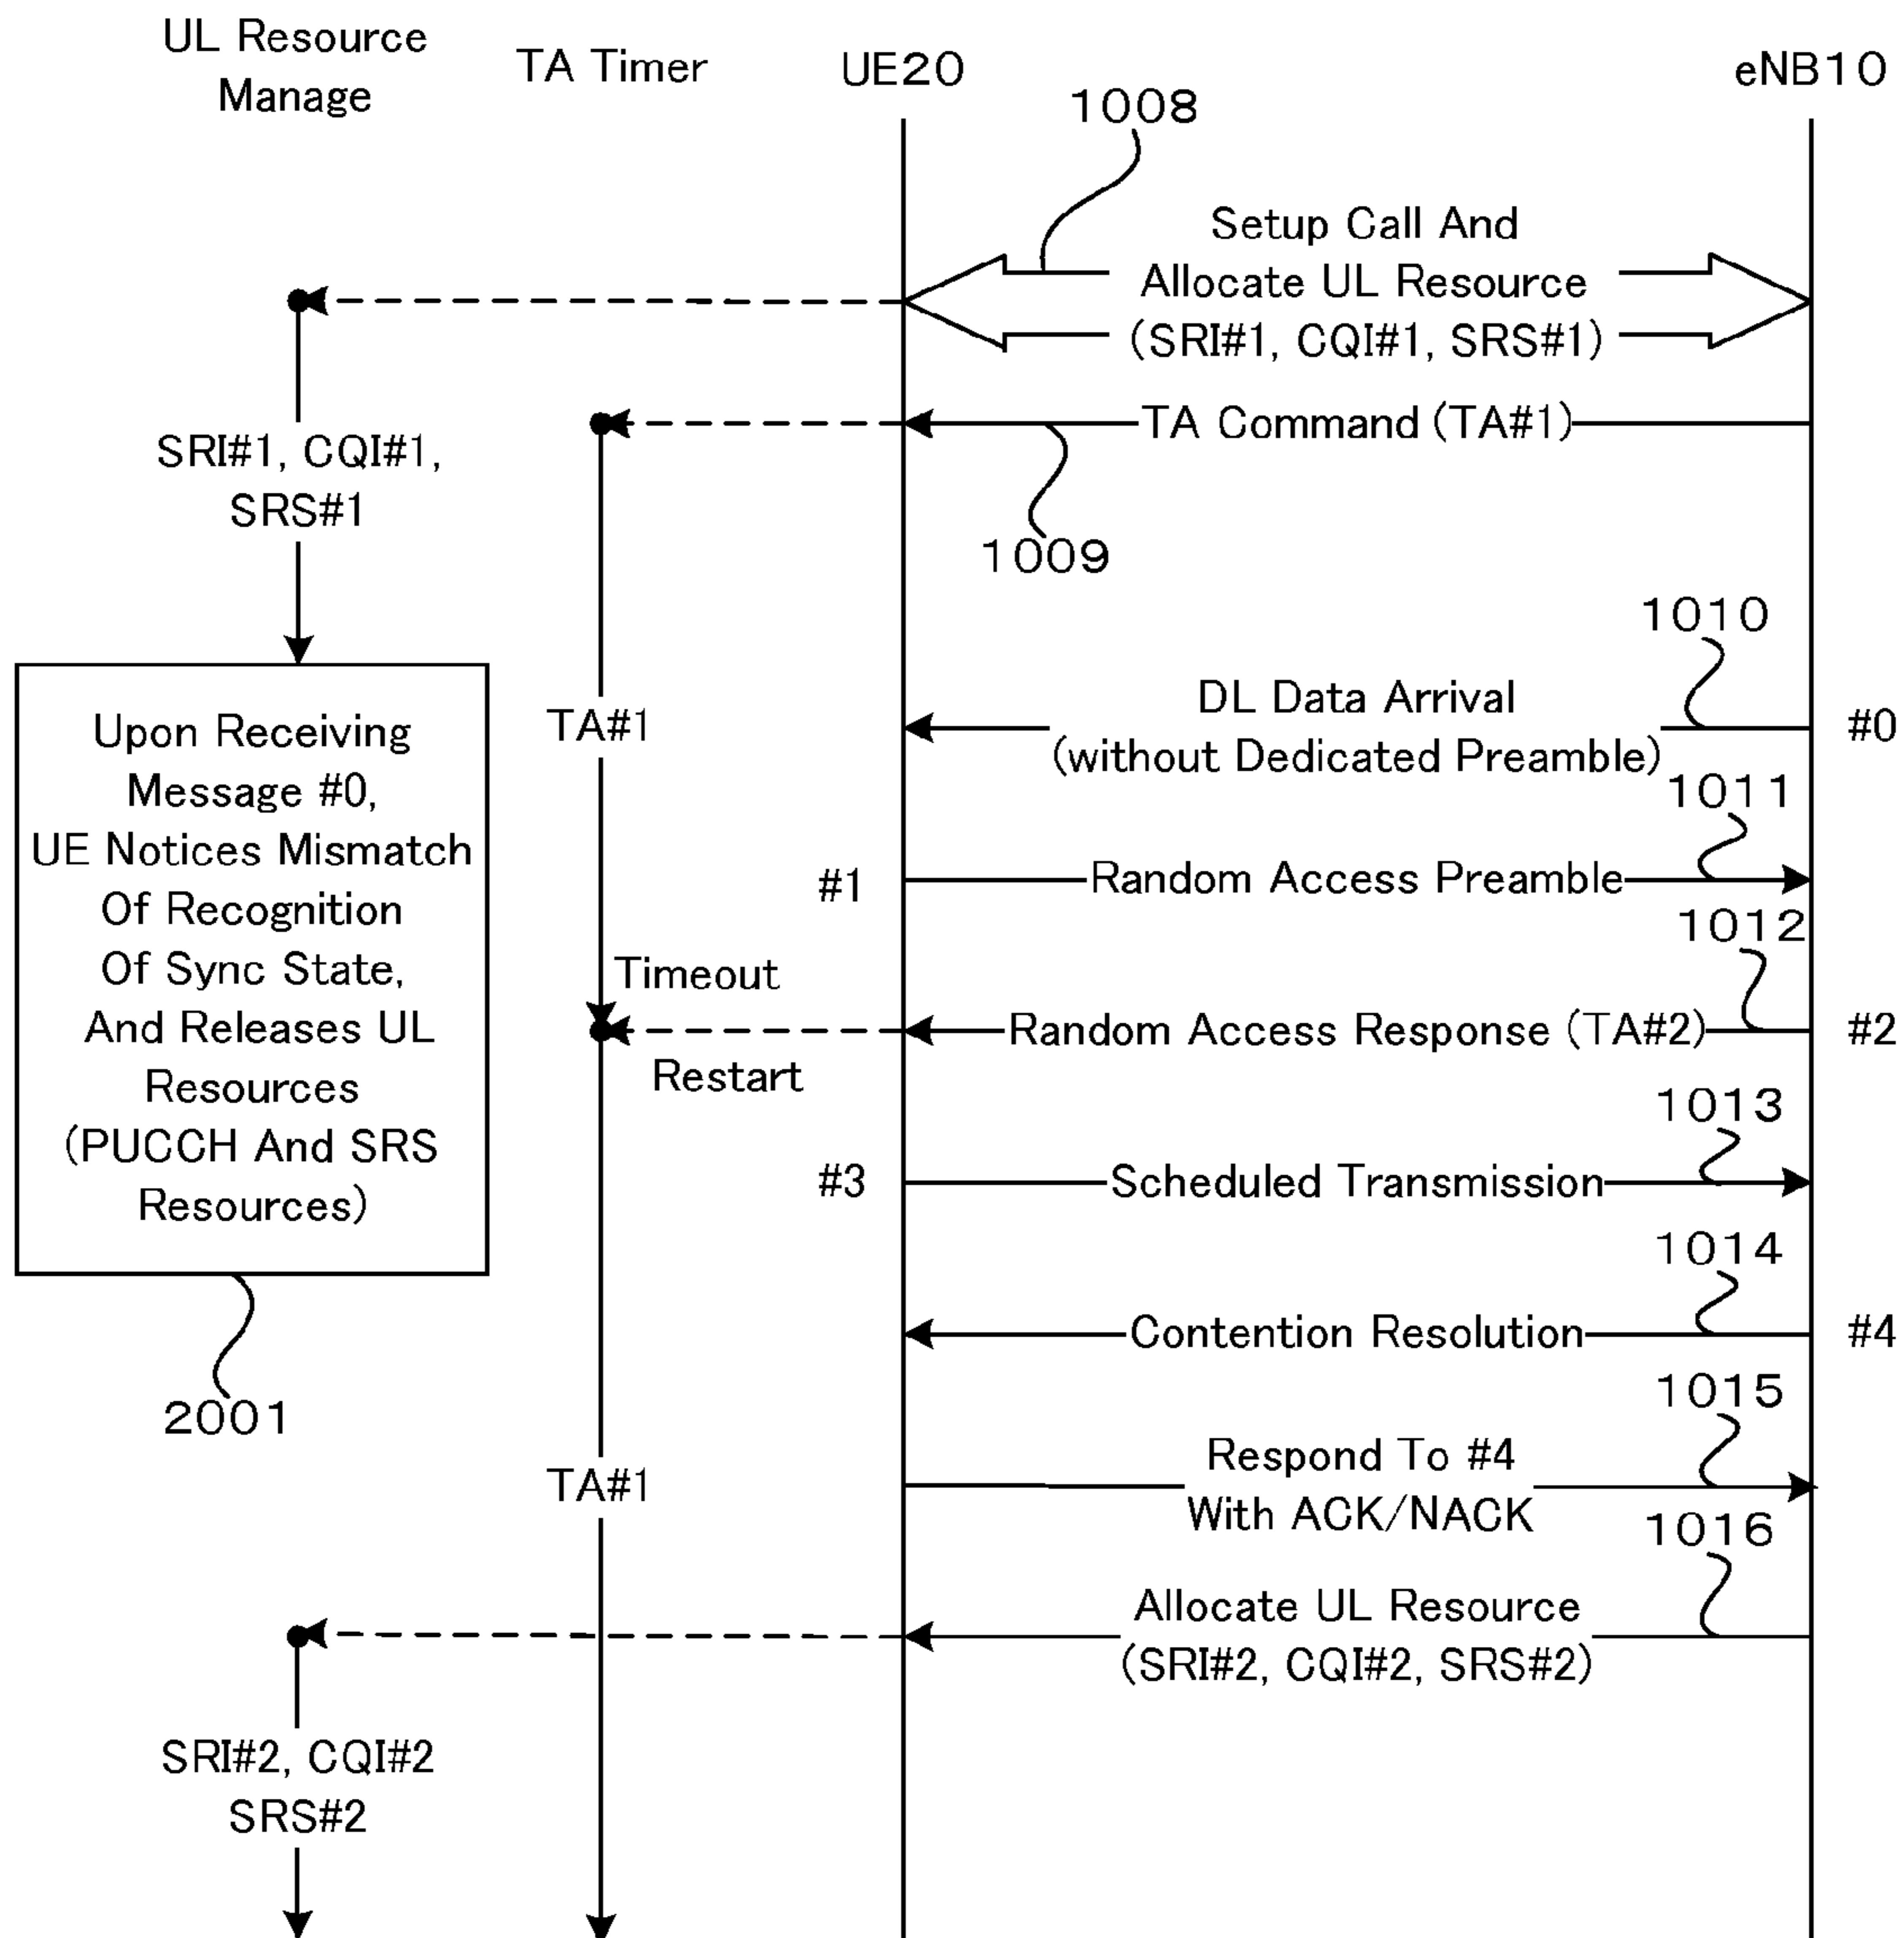 UL Resource
Manage
TA Timer
UE20
eNB10
1008
Setup Call And
Allocate UL Resource
(SRI#1, CQI#1, SRS#1)
TA Command (TA#1)
SRI#1, CQI#1,
SRS#1
1009
1010
DL Data Arrival
(without Dedicated Preamble)
#0
TA#1
Upon Receiving
Message #0,
UE Notices Mismatch
Of Recognition
Of Sync State,
And Releases UL
Resources
(PUCCH And SRS
Resources)
1011
#1
Random Access Preamble
1012
Timeout
Random Access Response (TA#2)
#2
Restart
1013
#3
Scheduled Transmission
1014
Contention Resolution
#4
2001
1015
TA#1
Respond To #4
With ACK/NACK
1016
Allocate UL Resource
(SRI#2, CQI#2, SRS#2)
SRI#2, CQI#2
SRS#2